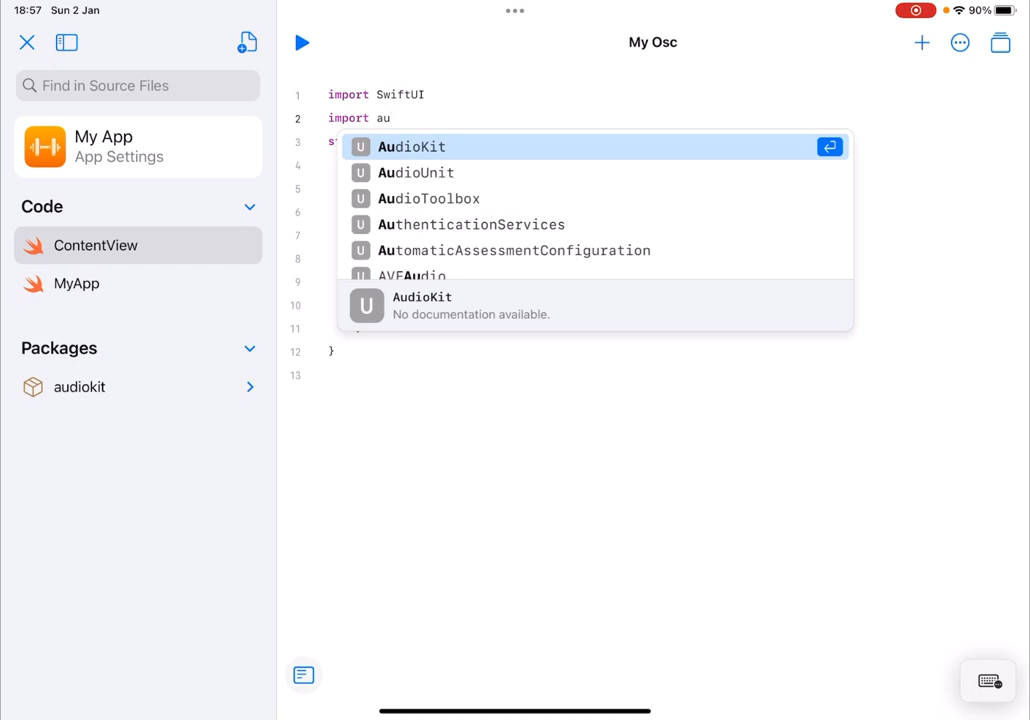 18:57 Sun 2 Jan
90%
My Osc
Find in Source Files
My App
App Settings
Code
ContentView
MyApp
Packages
audiokit
1 import SwiftUI
2 import au
3 s
4
5
6
7
8
9
10
11
12 }
13
U AudioKit
U AudioUnit
U AudioToolbox
U AuthenticationServices
U AutomaticAssessmentConfiguration
U AVFAudio
U AudioKit
No documentation available.